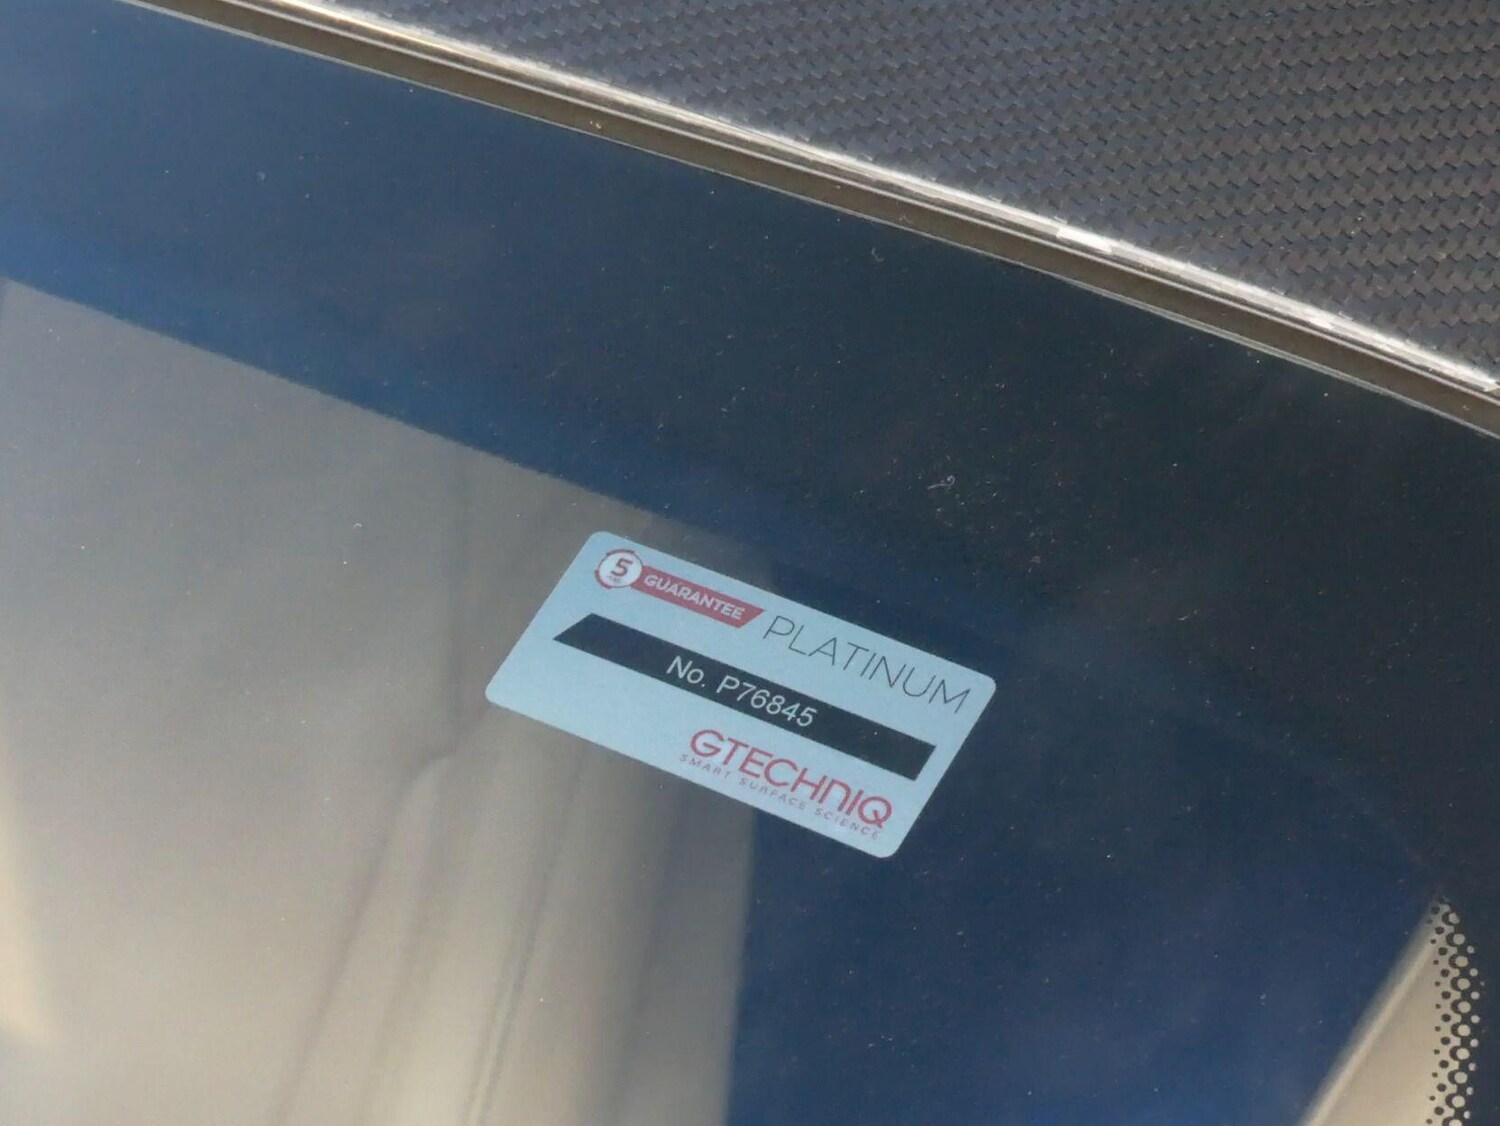 5
GUARANTEE
PLATINUM
No. P76845
GTECHNIQ
SMART SURFACE SCIENCE